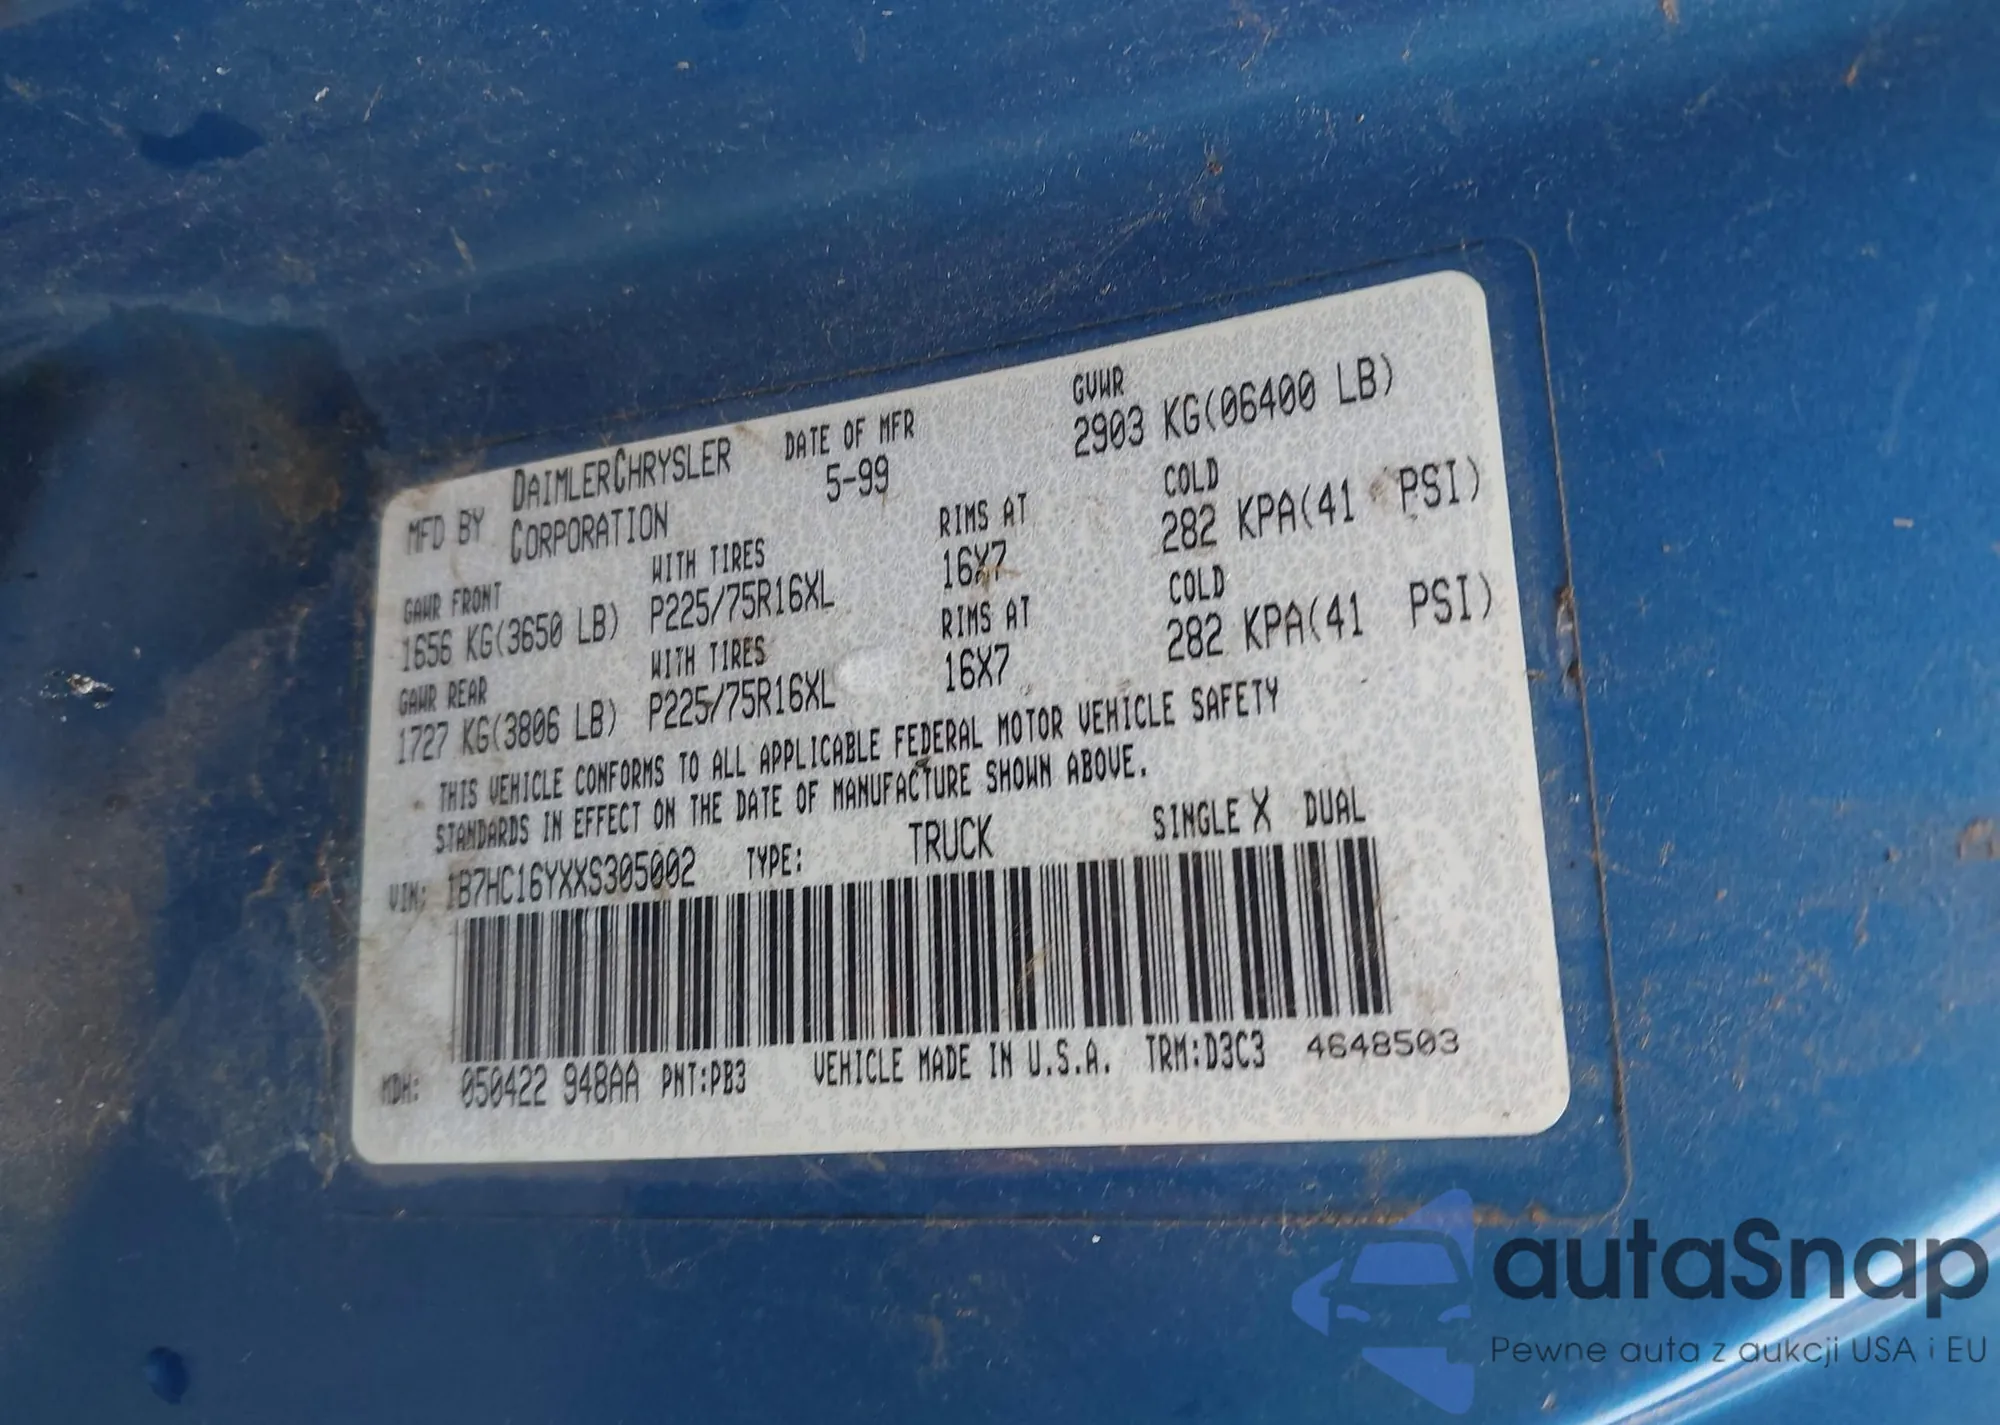 MFD BY DAIMLERCHRYSLER CORPORATION
DATE OF MFR
5-99
GVWR
2903 KG(06400 LB)
GAWR FRONT
1656 KG(3650 LB)
WITH TIRES
P225/75R16XL
RIMS AT
16X7
COLD
282 KPA(41 PSI)
GAWR REAR
1727 KG(3806 LB)
WITH TIRES
P225/75R16XL
RIMS AT
16X7
COLD
282 KPA(41 PSI)
THIS VEHICLE CONFORMS TO ALL APPLICABLE FEDERAL MOTOR VEHICLE SAFETY
STANDARDS IN EFFECT ON THE DATE OF MANUFACTURE SHOWN ABOVE.
VIN: 1B7HC16YXXS305002 TYPE: TRUCK SINGLE X DUAL
MDH: 050422 948AA PNT:PB3 VEHICLE MADE IN U.S.A. TRM:D3C3 4648503
autaSnap
Pewne auta z aukcji USA i EU